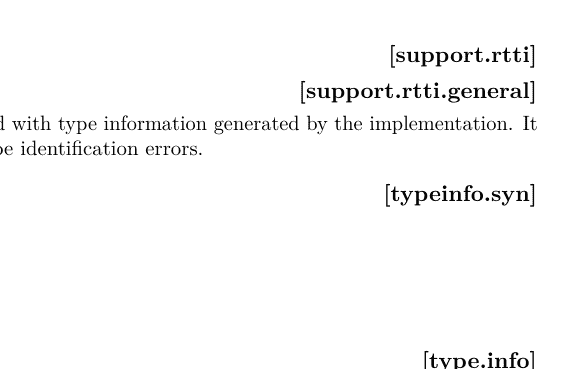 [support.rtti]
[support.rtti.general]
with type information generated by the implementation. It
identification errors.
[typeinfo.syn]
[type.info]